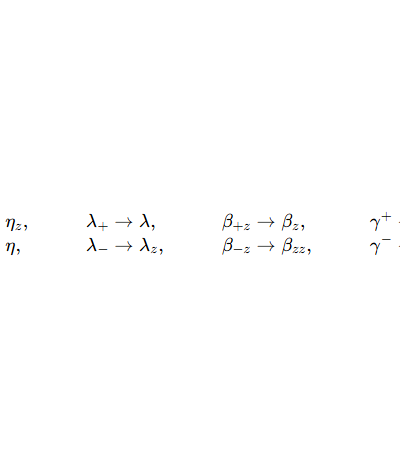 η_z, λ_+ → λ, β_{+z} → β_z, γ^+
η, λ_− → λ_z, β_{−z} → β_{zz}, γ^−